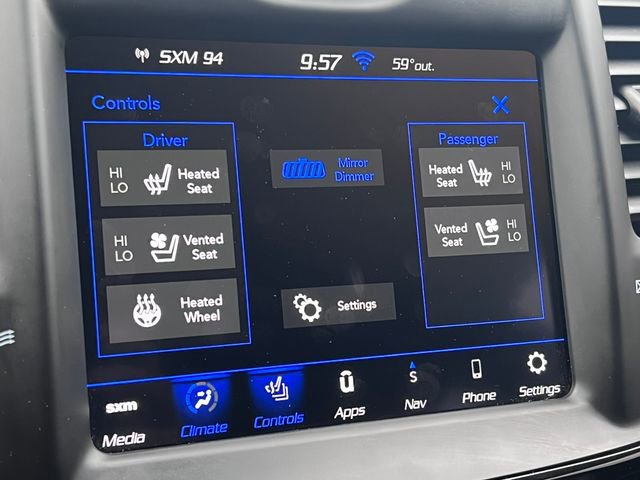 SXM 94 9:57 59°out.
Controls
Driver
HI
LO
Heated
Seat
HI
LO
Vented
Seat
Heated
Wheel
Mirror
Dimmer
Settings
Passenger
Heated
Seat
HI
LO
Vented
Seat
HI
LO
sxm
Media
Climate
Controls
Apps
S
Nav
Phone
Settings